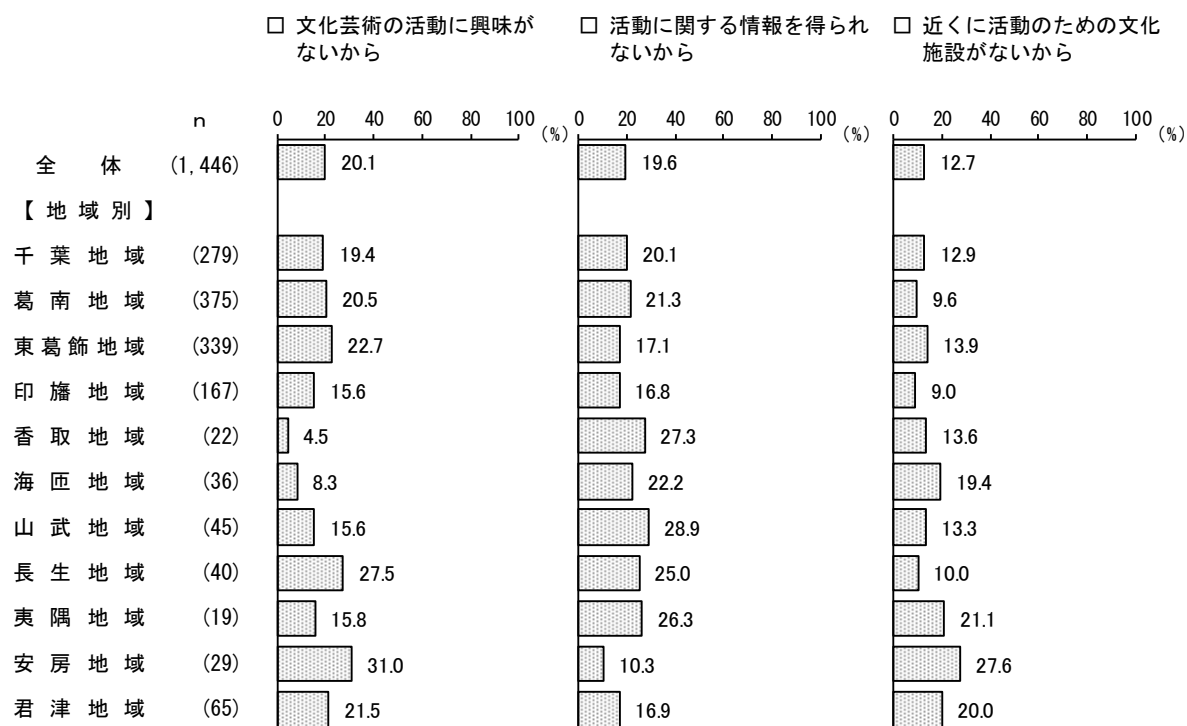 □ 文化芸術の活動に興味が
ないから
□ 活動に関する情報を得られ
ないから
□ 近くに活動のための文化
施設がないから
n 0 20 40 60 80 100 (%) 0 20 40 60 80 100 (%) 0 20 40 60 80 100 (%)
全体 (1,446) 20.1 19.6 12.7
【地域別】
千葉地域 (279) 19.4 20.1 12.9
葛南地域 (375) 20.5 21.3 9.6
東葛飾地域 (339) 22.7 17.1 13.9
印旛地域 (167) 15.6 16.8 9.0
香取地域 (22) 4.5 27.3 13.6
海匝地域 (36) 8.3 22.2 19.4
山武地域 (45) 15.6 28.9 13.3
長生地域 (40) 27.5 25.0 10.0
夷隅地域 (19) 15.8 26.3 21.1
安房地域 (29) 31.0 10.3 27.6
君津地域 (65) 21.5 16.9 20.0